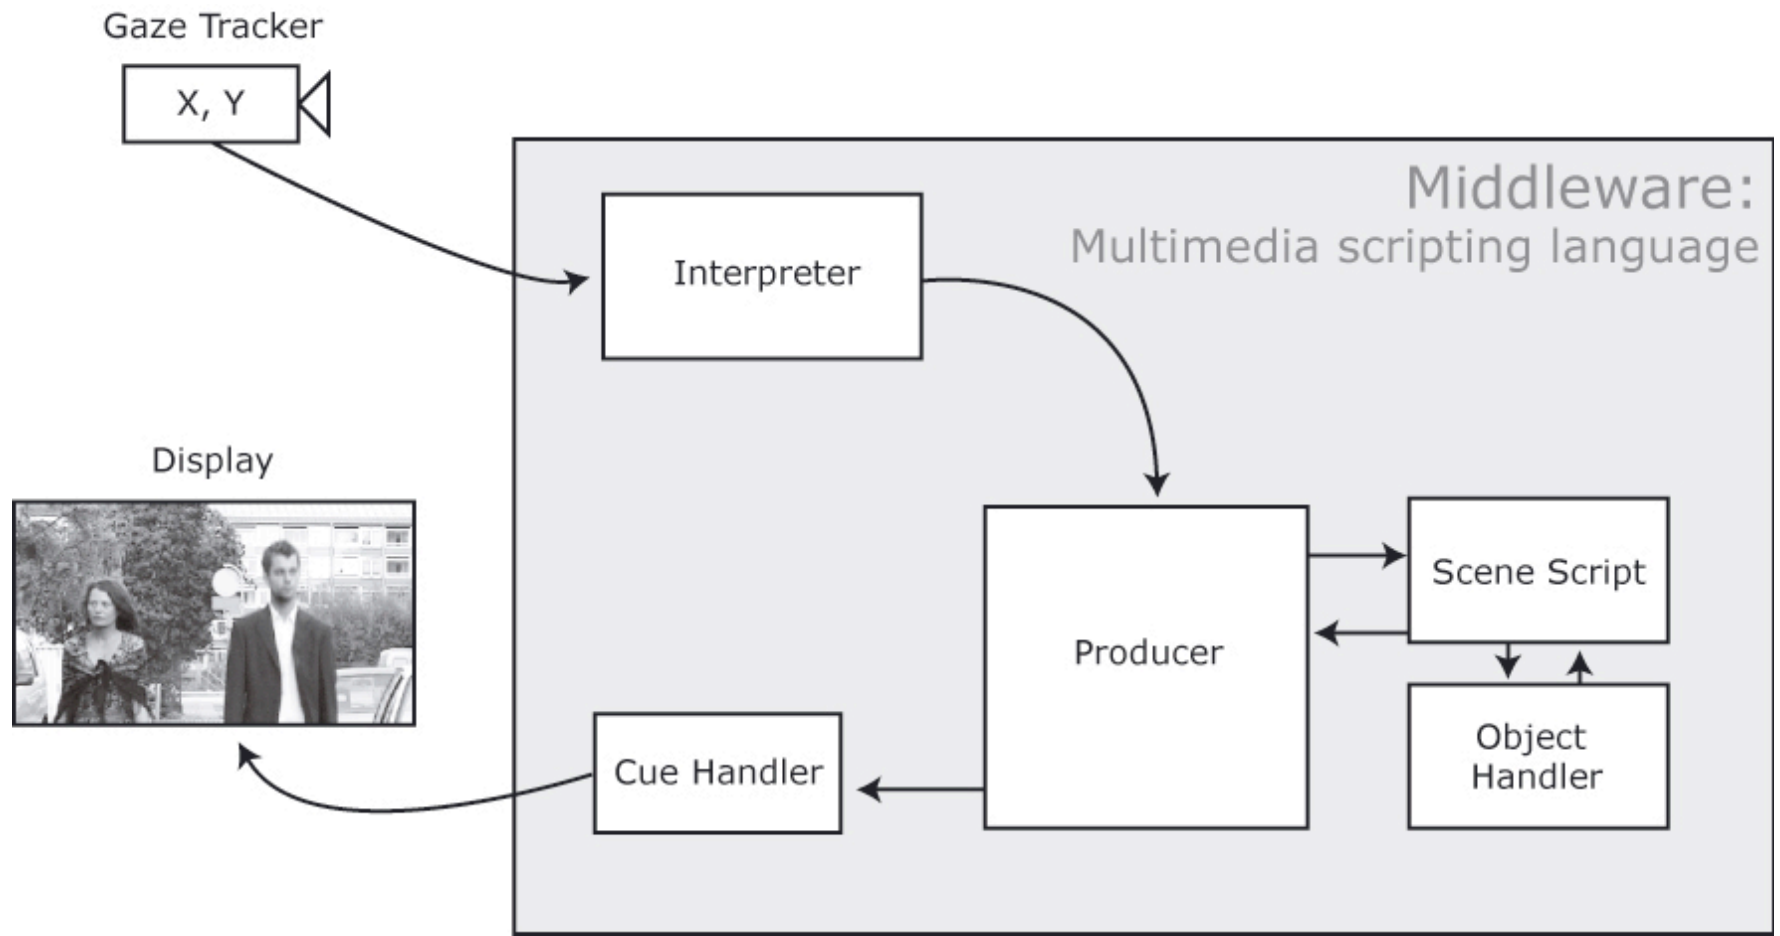 Gaze Tracker
X, Y
Middleware:
Multimedia scripting language
Interpreter
Display
Scene Script
Producer
Object
Handler
Cue Handler